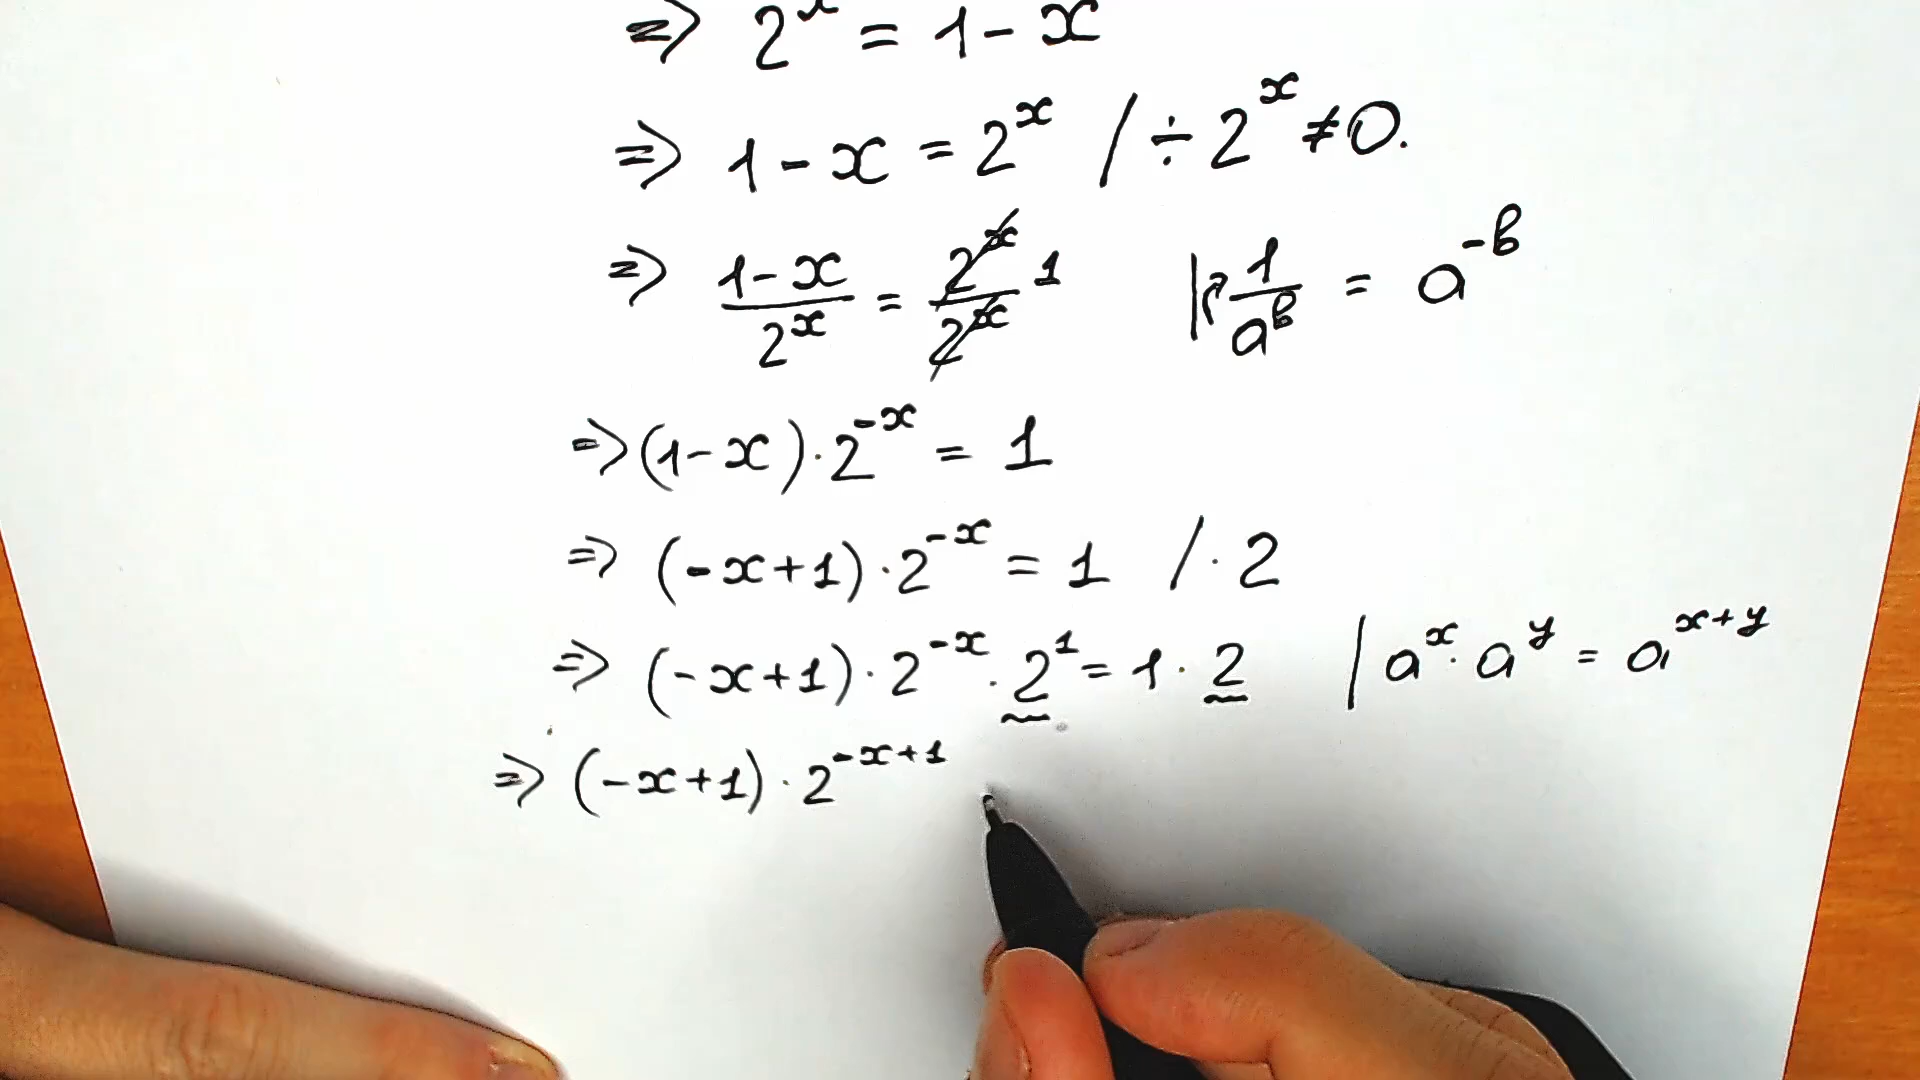 => 2^x = 1 - x
=> 1 - x = 2^x / ÷ 2^x ≠ 0.
=> (1-x)/(2^x) = (2^x)/(2^x) 1 | 1/(a^b) = a^(-b)
=> (1-x) · 2^(-x) = 1
=> (-x+1) · 2^(-x) = 1 / · 2
=> (-x+1) · 2^(-x) · 2^1 = 1 · 2 | a^x · a^y = a^(x+y)
=> (-x+1) · 2^(-x+1)